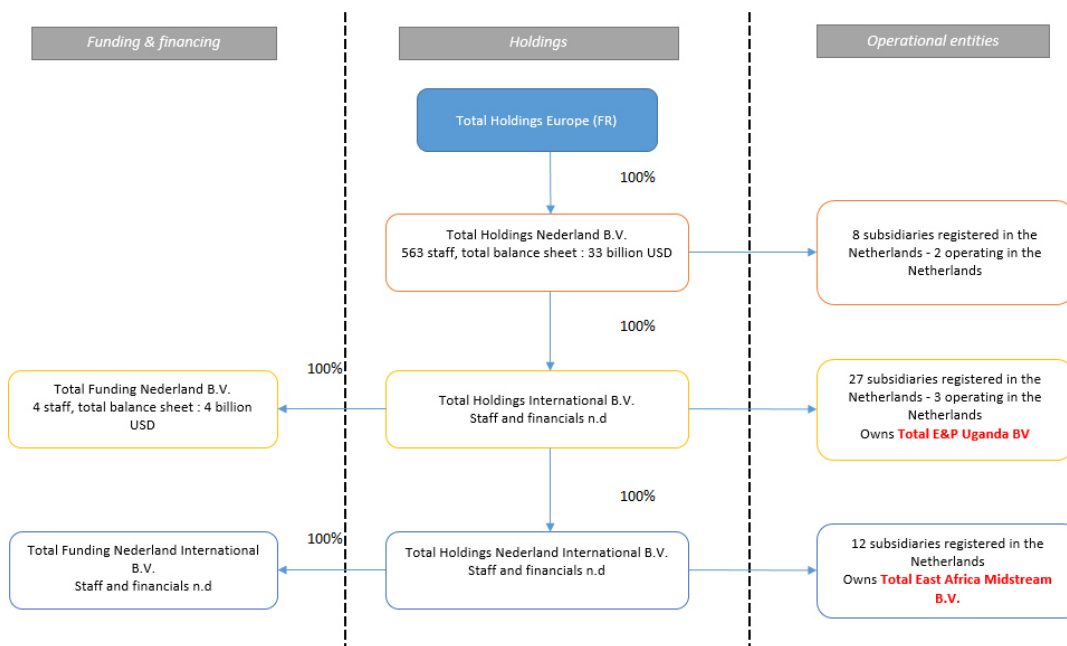 Funding & financing
Holdings
Operational entities
Total Holdings Europe (FR)
100%
Total Holdings Nederland B.V.
563 staff, total balance sheet : 33 billion USD
8 subsidiaries registered in the
Netherlands - 2 operating in the
Netherlands
100%
100%
Total Funding Nederland B.V.
4 staff, total balance sheet : 4 billion
USD
Total Holdings International B.V.
Staff and financials n.d
27 subsidiaries registered in the
Netherlands - 3 operating in the
Netherlands
Owns Total E&P Uganda BV
100%
100%
Total Funding Nederland International
B.V.
Staff and financials n.d
Total Holdings Nederland International B.V.
Staff and financials n.d
12 subsidiaries registered in the
Netherlands
Owns Total East Africa Midstream
B.V.